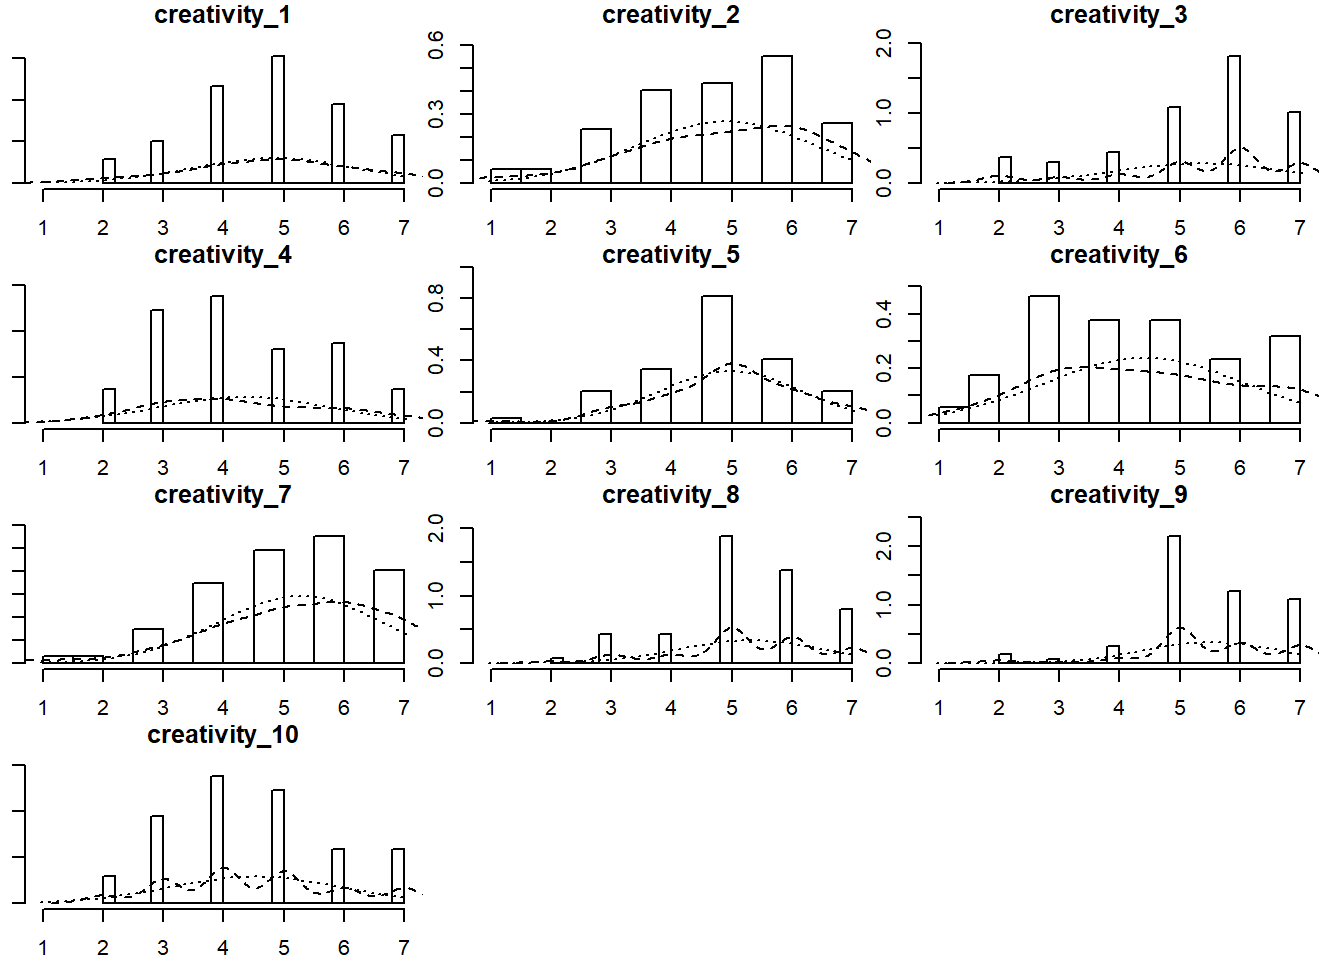 creativity_1 creativity_2 creativity_3
0.0 0.3 0.6 0.0 1.0 2.0
1 2 3 4 5 6 7 1 2 3 4 5 6 7 1 2 3 4 5 6 7
creativity_4 creativity_5 creativity_6
0.0 0.4 0.8 0.0 0.2 0.4
1 2 3 4 5 6 7 1 2 3 4 5 6 7 1 2 3 4 5 6 7
creativity_7 creativity_8 creativity_9
0.0 1.0 2.0 0.0 1.0 2.0
1 2 3 4 5 6 7 1 2 3 4 5 6 7 1 2 3 4 5 6 7
creativity_10
1 2 3 4 5 6 7